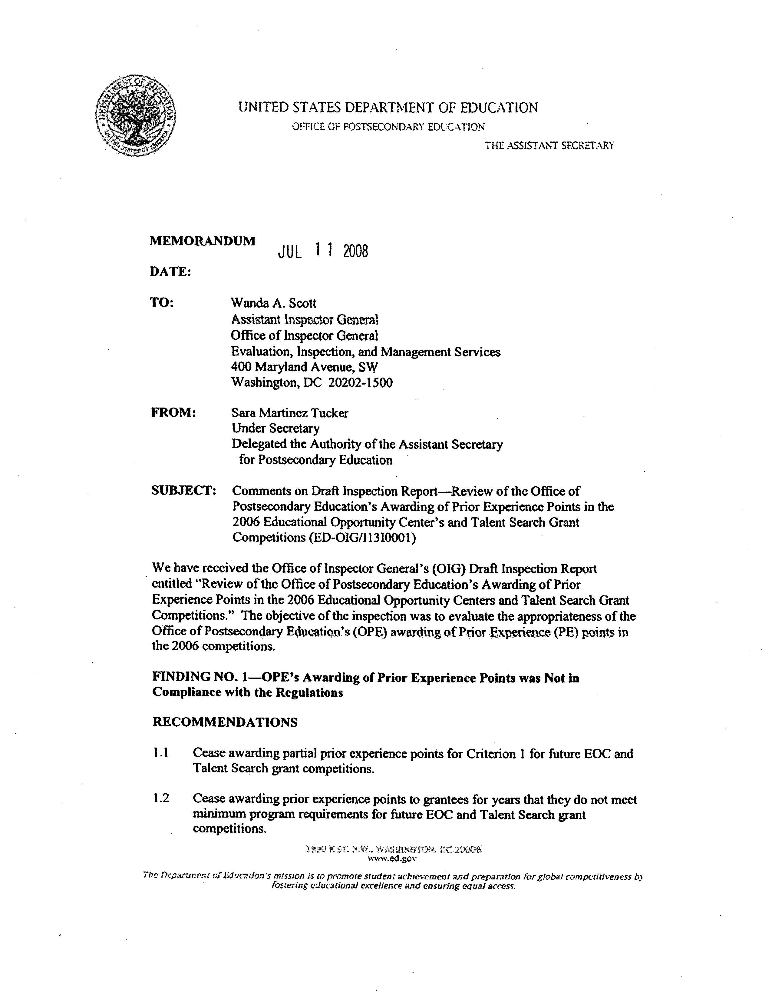 DEPARTMENT OF EDUCATION
UNITED STATES OF AMERICA
UNITED STATES DEPARTMENT OF EDUCATION
OFFICE OF POSTSECONDARY EDUCATION
THE ASSISTANT SECRETARY
MEMORANDUM
JUL 11 2008
DATE:
TO: Wanda A. Scott
Assistant Inspector General
Office of Inspector General
Evaluation, Inspection, and Management Services
400 Maryland Avenue, SW
Washington, DC 20202-1500
FROM: Sara Martinez Tucker
Under Secretary
Delegated the Authority of the Assistant Secretary
for Postsecondary Education
SUBJECT: Comments on Draft Inspection Report—Review of the Office of
Postsecondary Education's Awarding of Prior Experience Points in the
2006 Educational Opportunity Center's and Talent Search Grant
Competitions (ED-OIG/I13I0001)
We have received the Office of Inspector General's (OIG) Draft Inspection Report
entitled “Review of the Office of Postsecondary Education's Awarding of Prior
Experience Points in the 2006 Educational Opportunity Centers and Talent Search Grant
Competitions.” The objective of the inspection was to evaluate the appropriateness of the
Office of Postsecondary Education's (OPE) awarding of Prior Experience (PE) points in
the 2006 competitions.
FINDING NO. 1—OPE's Awarding of Prior Experience Points was Not in
Compliance with the Regulations
RECOMMENDATIONS
1.1 Cease awarding partial prior experience points for Criterion 1 for future EOC and
Talent Search grant competitions.
1.2 Cease awarding prior experience points to grantees for years that they do not meet
minimum program requirements for future EOC and Talent Search grant
competitions.
1990 K ST. N.W., WASHINGTON, DC 20006
www.ed.gov
The Department of Education's mission is to promote student achievement and preparation for global competitiveness by
fostering educational excellence and ensuring equal access.